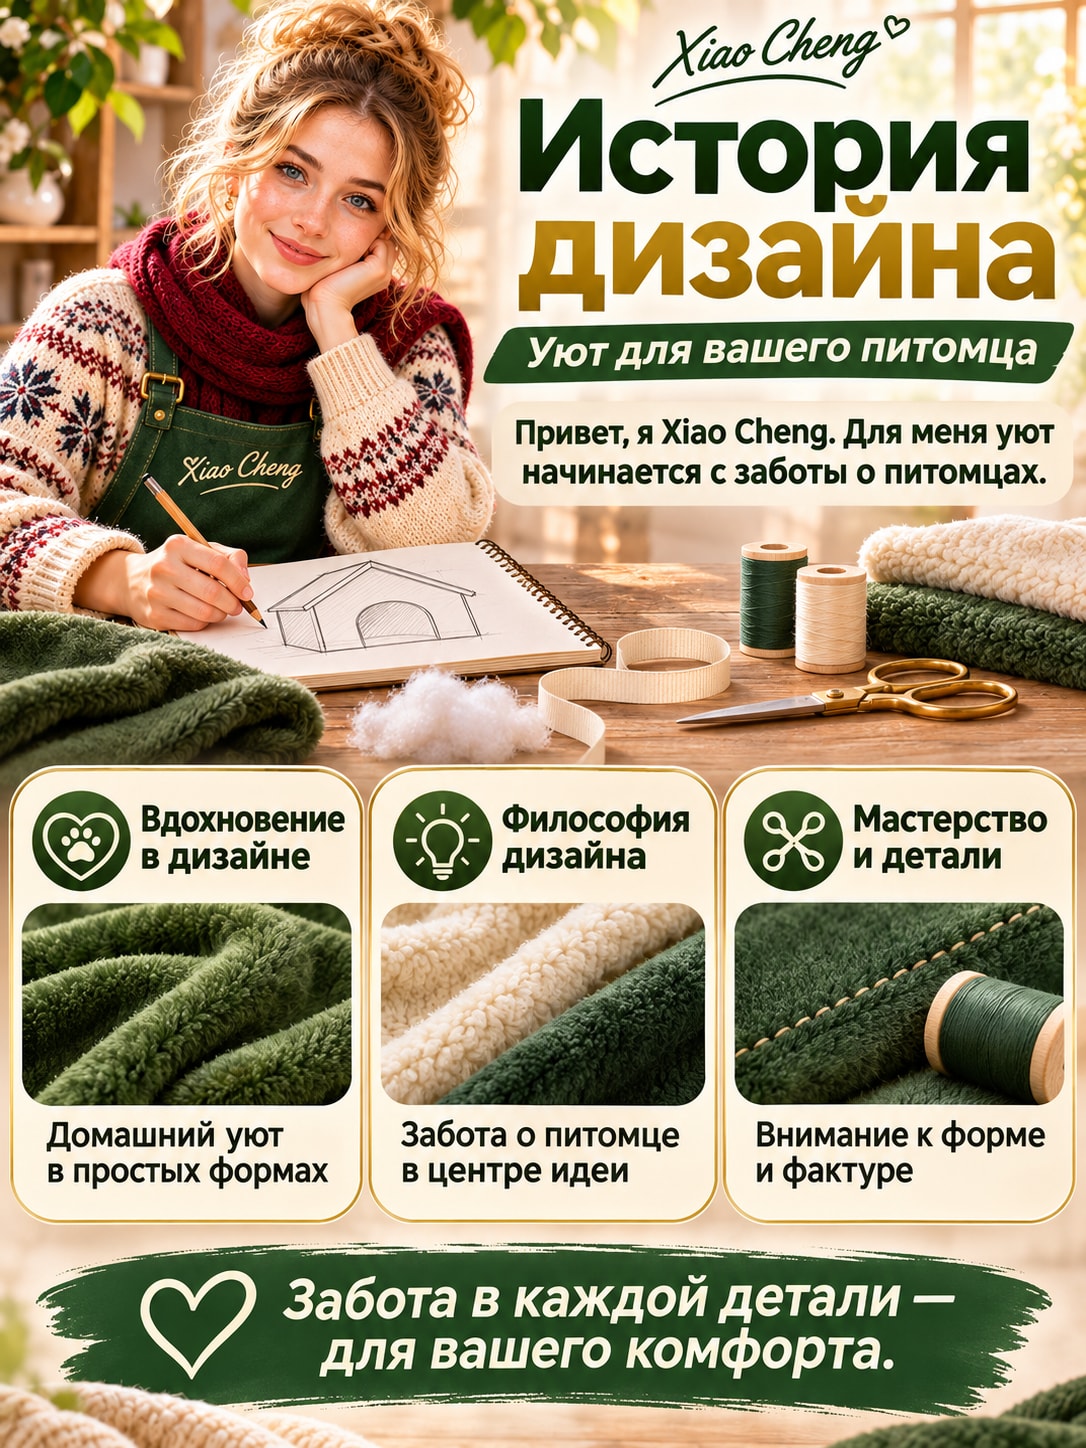 Xiao Cheng
История
дизайна
Уют для вашего питомца
Привет, я Xiao Cheng. Для меня уют
начинается с заботы о питомцах.
Xiao Cheng
Вдохновение
в дизайне
Домашний уют
в простых формах
Философия
дизайна
Забота о питомце
в центре идеи
Мастерство
и детали
Внимание к форме
и фактуре
Забота в каждой детали —
для вашего комфорта.